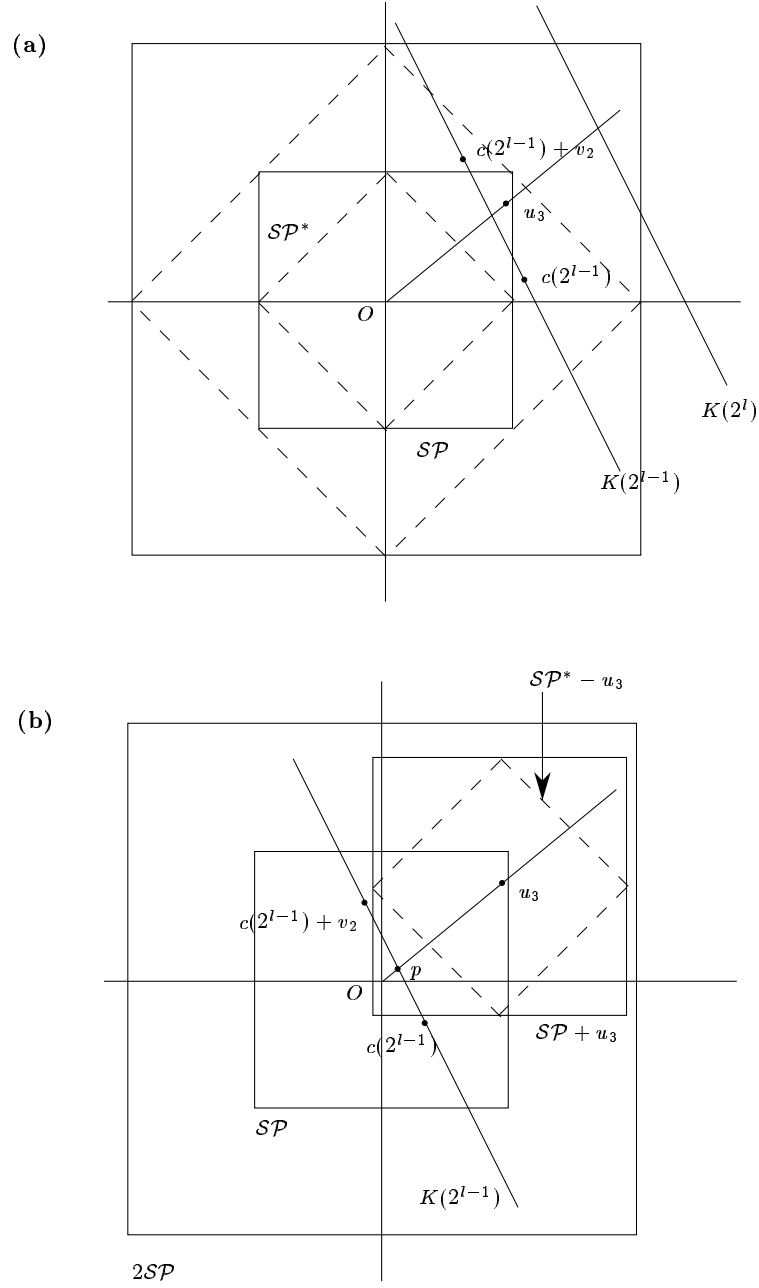 (a)
c(2^{l-1}) + v_2
u_3
SP*
c(2^{l-1})
O
K(2^l)
SP
K(2^{l-1})
SP* − u_3
(b)
u_3
c(2^{l-1}) + v_2
p
O
SP + u_3
c(2^{l-1})
SP
K(2^{l-1})
2SP